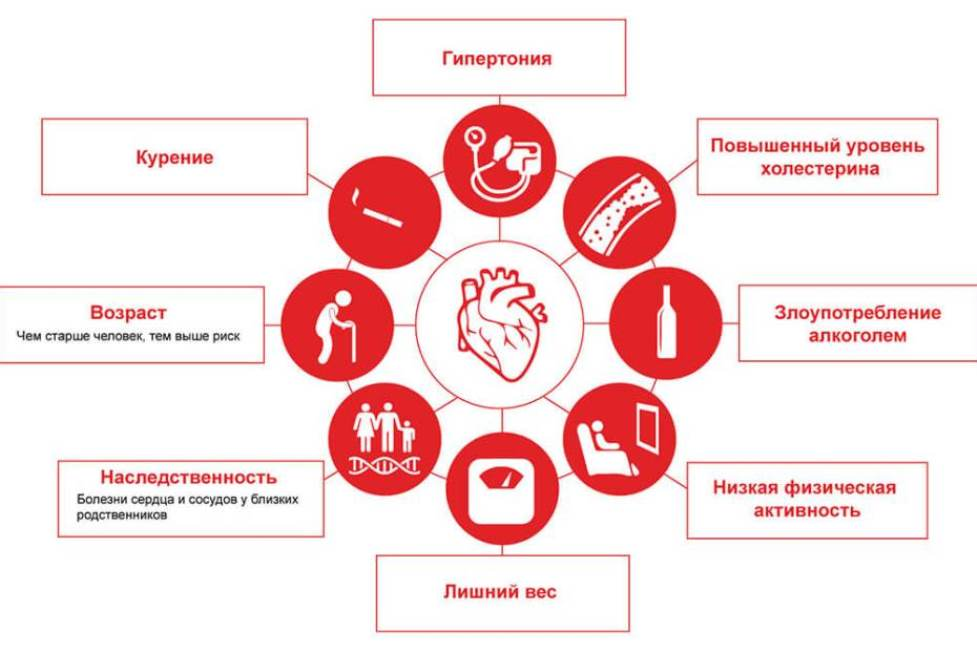 Гипертония
Курение
Повышенный уровень
холестерина
Возраст
Чем старше человек, тем выше риск
Злоупотребление
алкоголем
Наследственность
Болезни сердца и сосудов у близких
родственников
Низкая физическая
активность
Лишний вес